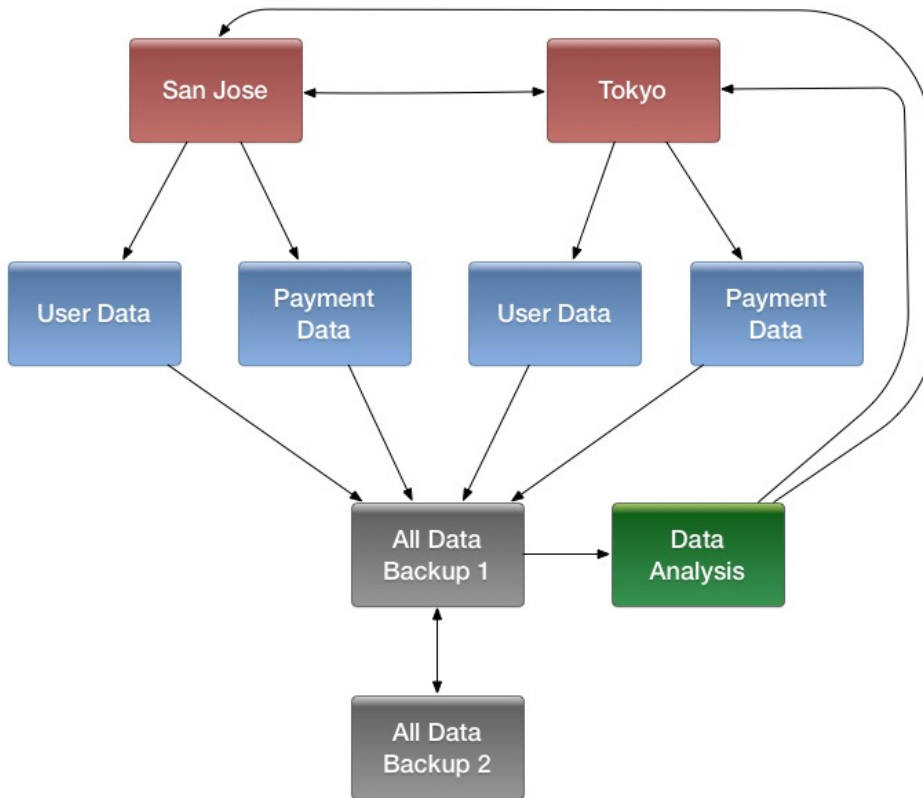 San Jose
Tokyo
User Data
Payment
Data
User Data
Payment
Data
All Data
Backup 1
Data
Analysis
All Data
Backup 2